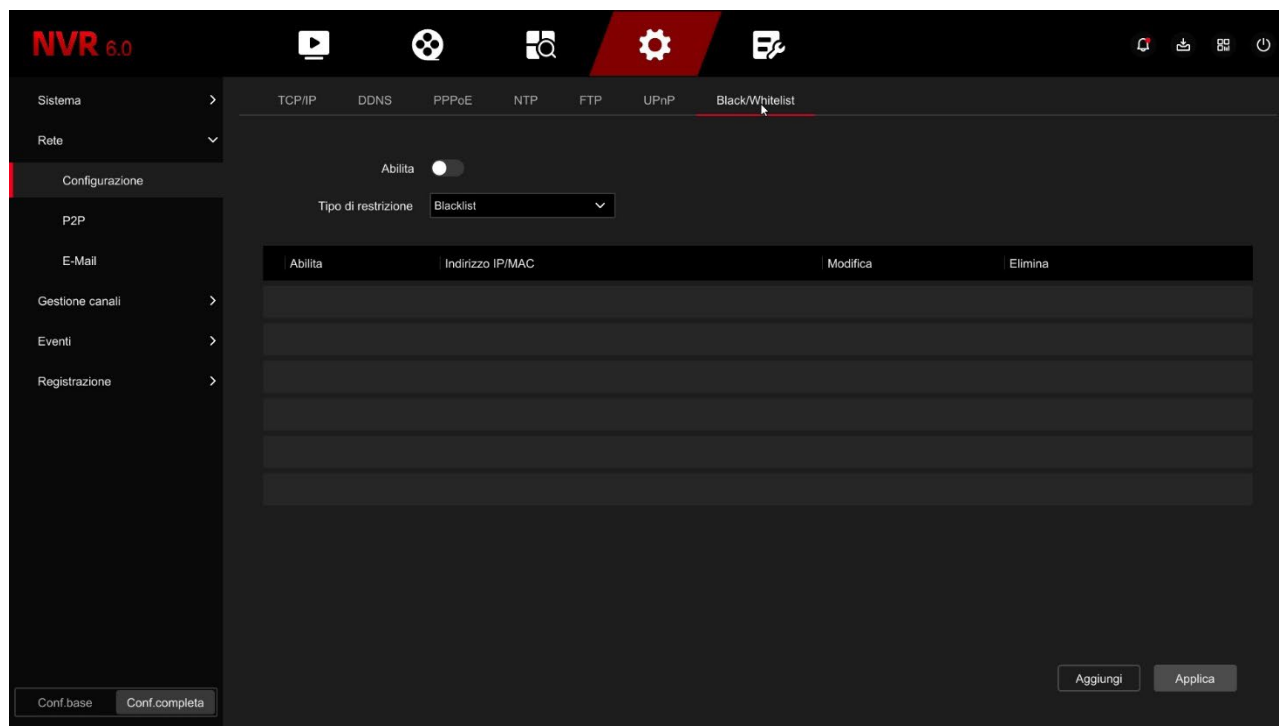 NVR 6.0
Sistema
Rete
Configurazione
P2P
E-Mail
Gestione canali
Eventi
Registrazione
Conf.base Conf.completa
TCP/IP DDNS PPPoE NTP FTP UPnP Black/Whitelist
Abilita
Tipo di restrizione Blacklist
Abilita Indirizzo IP/MAC Modifica Elimina
Aggiungi Applica